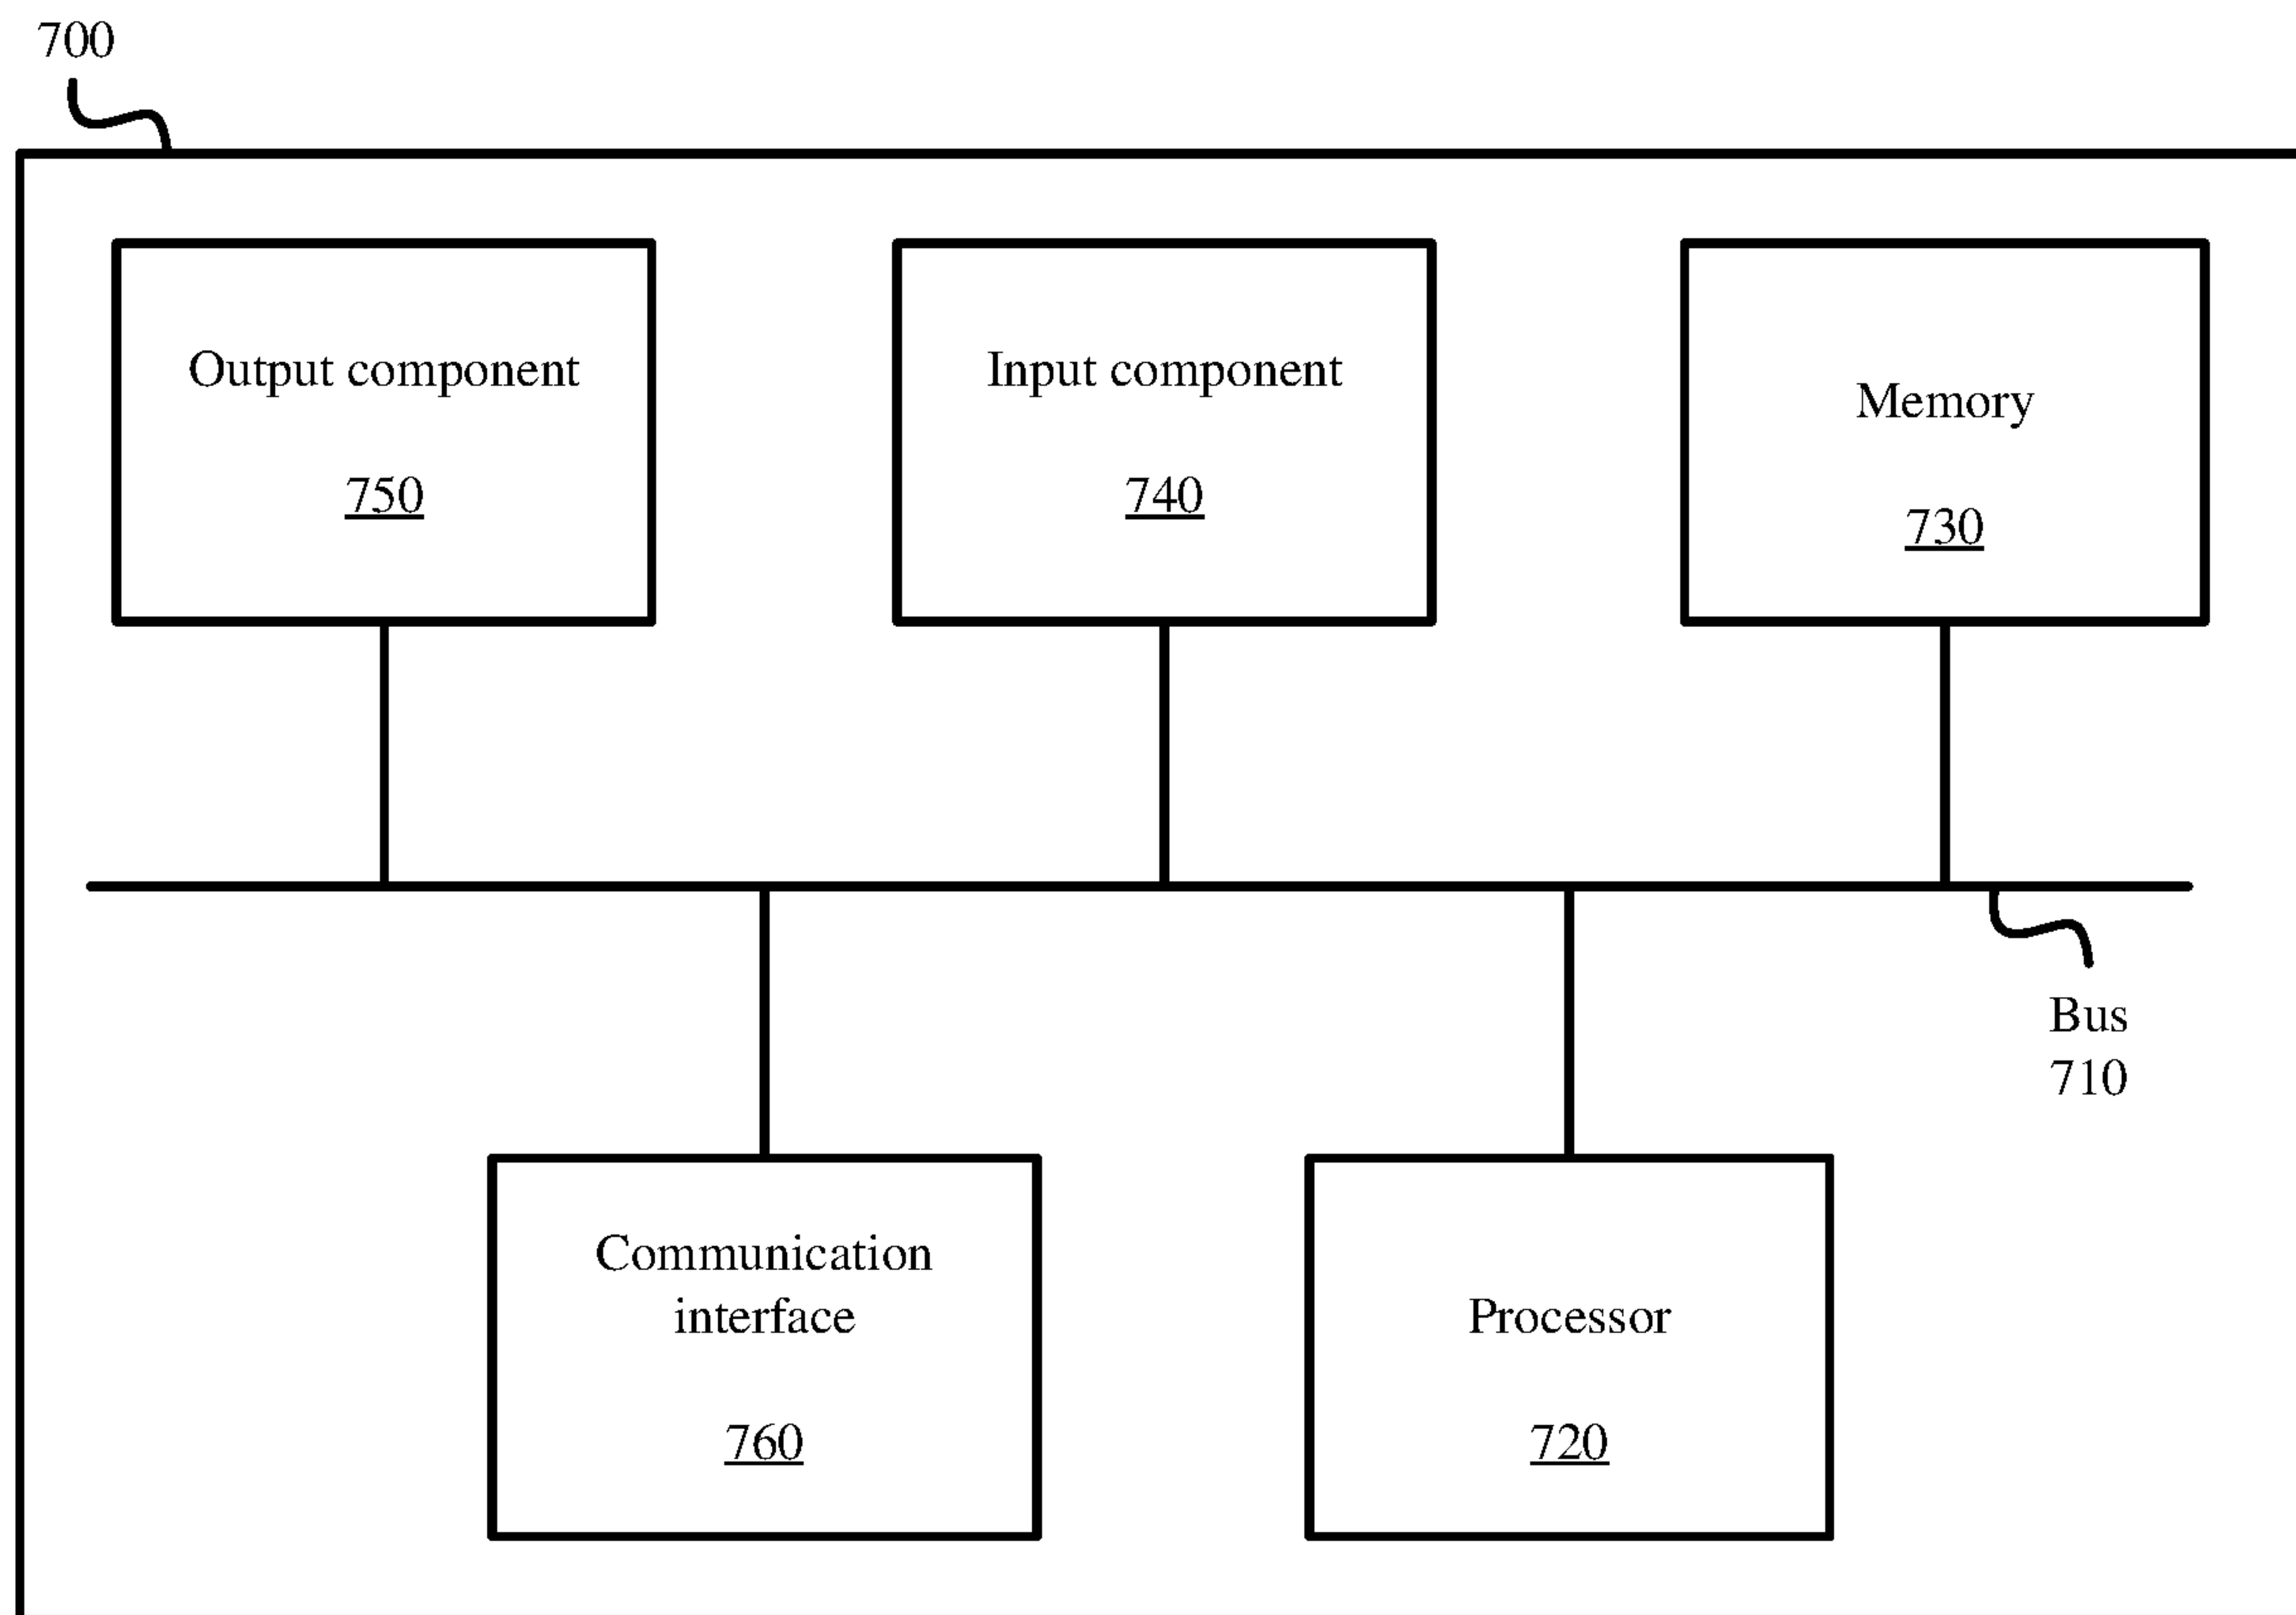 700
Output component
750
Input component
740
Memory
730
Bus
710
Communication
interface
760
Processor
720